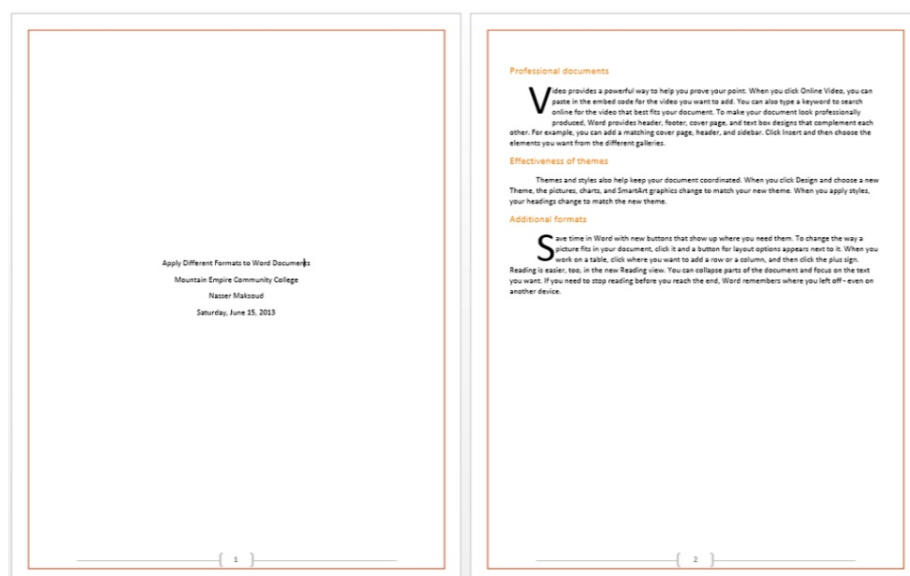 Apply Different Formats to Word Documents
Mountain Empire Community College
Nasser Maksoud
Saturday, June 15, 2013
1
Professional documents
Video provides a powerful way to help you prove your point. When you click Online Video, you can
paste in the embed code for the video you want to add. You can also type a keyword to search
online for the video that best fits your document. To make your document look professionally
produced, Word provides header, footer, cover page, and text box designs that complement each
other. For example, you can add a matching cover page, header, and sidebar. Click Insert and then choose the
elements you want from the different galleries.
Effectiveness of themes
Themes and styles also help keep your document coordinated. When you click Design and choose a new
Theme, the pictures, charts, and SmartArt graphics change to match your new theme. When you apply styles,
your headings change to match the new theme.
Additional formats
Save time in Word with new buttons that show up where you need them. To change the way a
picture fits in your document, click it and a button for layout options appears next to it. When you
work on a table, click where you want to add a row or a column, and then click the plus sign.
Reading is easier, too, in the new Reading view. You can collapse parts of the document and focus on the text
you want. If you need to stop reading before you reach the end, Word remembers where you left off - even on
another device.
2